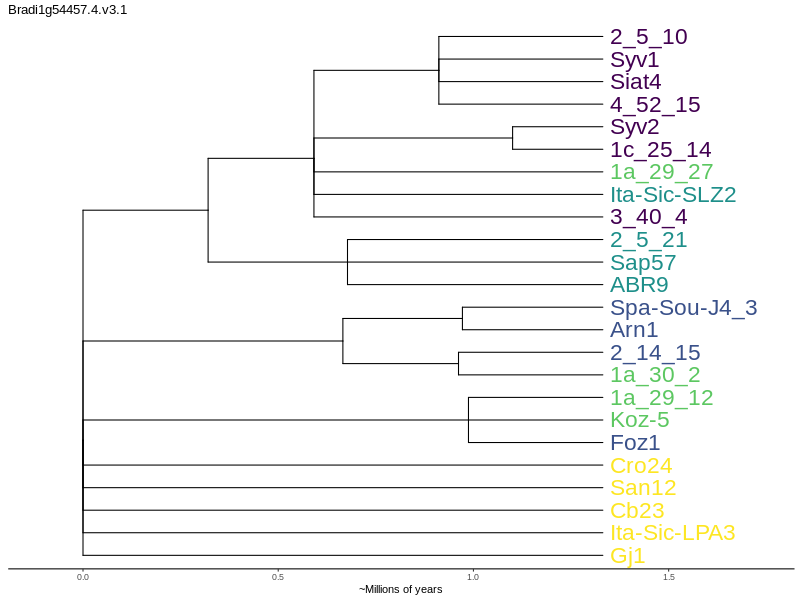 Bradi1g54457.4.v3.1
2_5_10
Syv1
Siat4
4_52_15
Syv2
1c_25_14
1a_29_27
Ita-Sic-SLZ2
3_40_4
2_5_21
Sap57
ABR9
Spa-Sou-J4_3
Arn1
2_14_15
1a_30_2
1a_29_12
Koz-5
Foz1
Cro24
San12
Cb23
Ita-Sic-LPA3
Gj1
0.0 0.5 1.0 1.5
~Millions of years